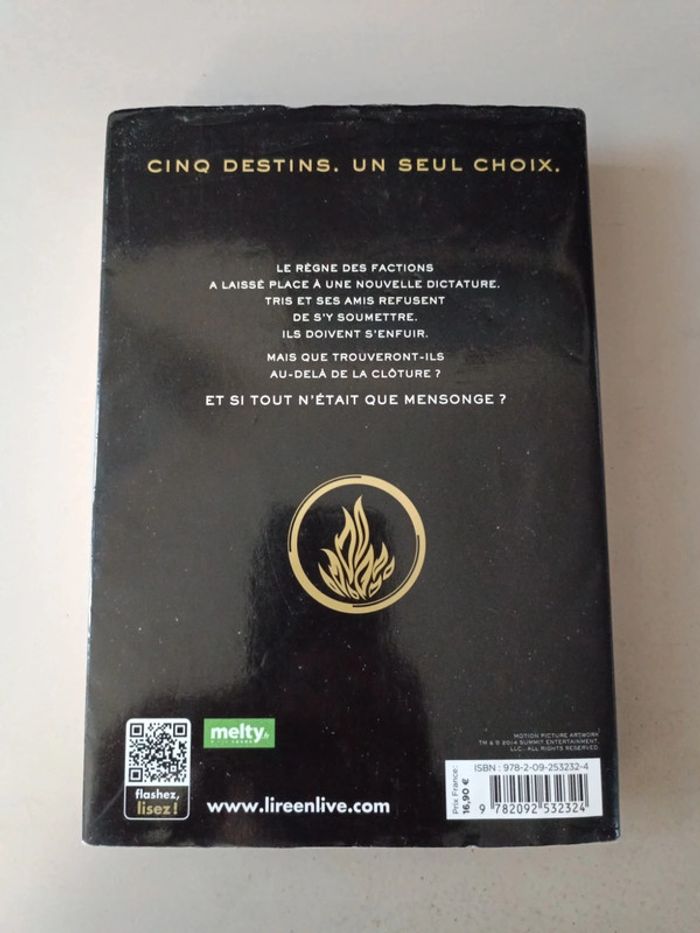 CINQ DESTINS. UN SEUL CHOIX.
LE RÈGNE DES FACTIONS
A LAISSÉ PLACE À UNE NOUVELLE DICTATURE.
TRIS ET SES AMIS REFUSENT
DE S'Y SOUMETTRE.
ILS DOIVENT S'ENFUIR.
MAIS QUE TROUVERONT-ILS
AU-DELÀ DE LA CLÔTURE ?
ET SI TOUT N'ÉTAIT QUE MENSONGE ?
melty.fr
flashez,
lisez !
www.lireenlive.com
MOTION PICTURE ARTWORK
TM & © 2014 SUMMIT ENTERTAINMENT,
LLC. ALL RIGHTS RESERVED
Prix France:
16,90 €
ISBN : 978-2-09-253232-4
9 782092 532324